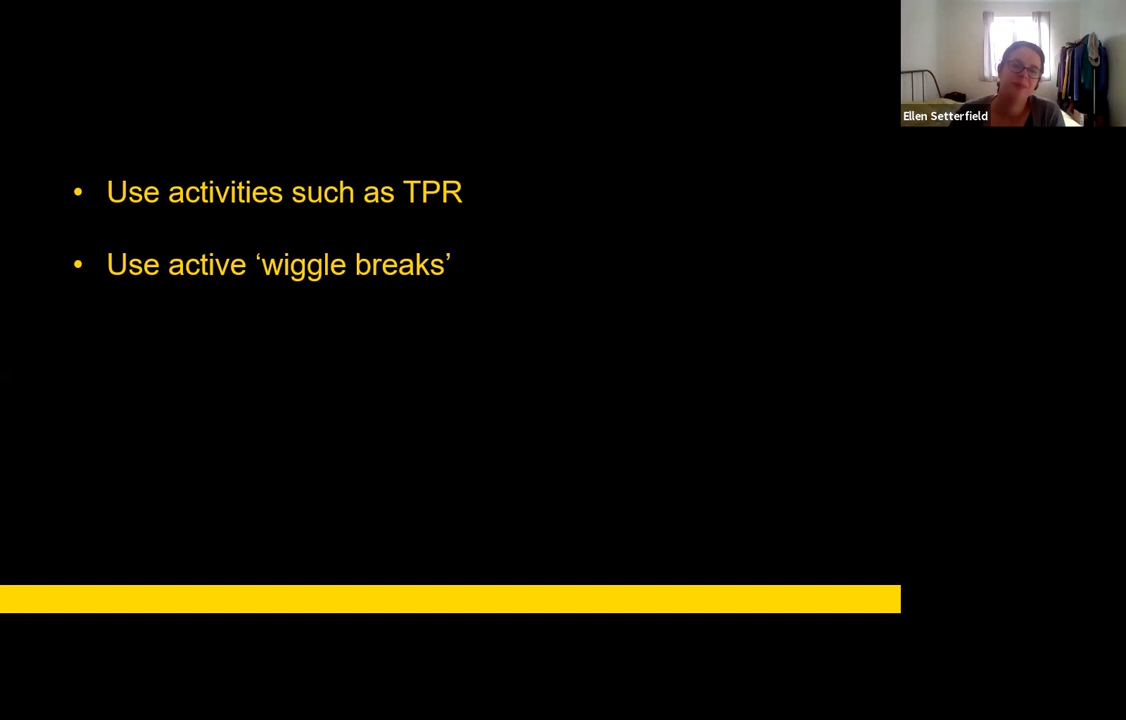 Ellen Setterfield
• Use activities such as TPR
• Use active ‘wiggle breaks’